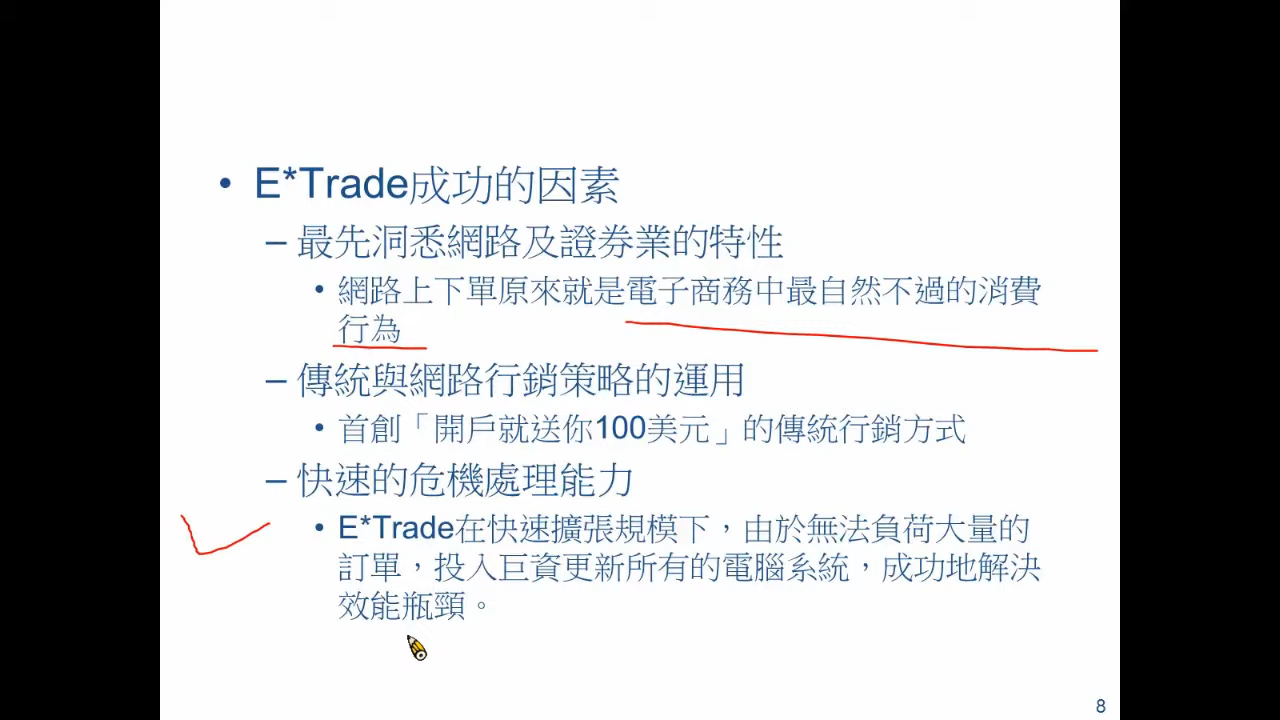 • E*Trade成功的因素
– 最先洞悉網路及證券業的特性
• 網路上下單原來就是電子商務中最自然不過的消費
行為
– 傳統與網路行銷策略的運用
• 首創「開戶就送你100美元」的傳統行銷方式
– 快速的危機處理能力
• E*Trade在快速擴張規模下，由於無法負荷大量的
訂單，投入巨資更新所有的電腦系統，成功地解決
效能瓶頸。
8